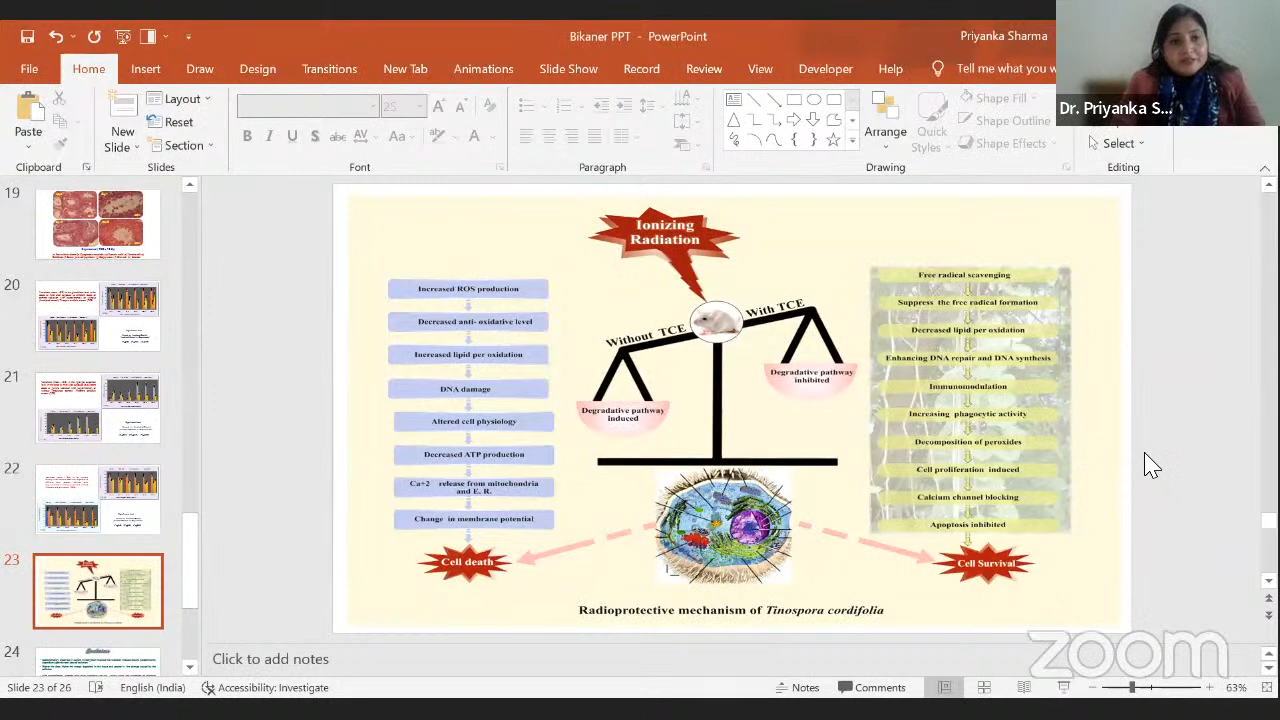 Bikaner PPT - PowerPoint
Priyanka Sharma
File Home Insert Draw Design Transitions New Tab Animations Slide Show Record Review View Developer Help Tell me what you w
Dr. Priyanka S...
Paste
New
Slide
Layout
Reset
Section
25
Arrange
Quick
Styles
Shape Fill
Shape Outline
Shape Effects
Select
Clipboard
Slides
Font
Paragraph
Drawing
Editing
19
20
21
22
23
24
Ionizing
Radiation
Increased ROS production
Decreased anti- oxidative level
Increased lipid per oxidation
DNA damage
Altered cell physiology
Decreased ATP production
Ca+2 release from mitochondria
and E. R.
Change in membrane potential
Cell death
Without TCE
With TCE
Degradative pathway
induced
Degradative pathway
inhibited
Free radical scavenging
Suppress the free radical formation
Decreased lipid per oxidation
Enhancing DNA repair and DNA synthesis
Immunomodulation
Increasing phagocytic activity
Decomposition of peroxides
Cell proliferation induced
Calcium channel blocking
Apoptosis inhibited
Cell Survival
Radioprotective mechanism of Tinospora cordifolia
Click to add notes
zoom
Slide 23 of 26
English (India)
Accessibility: Investigate
Notes
Comments
63%